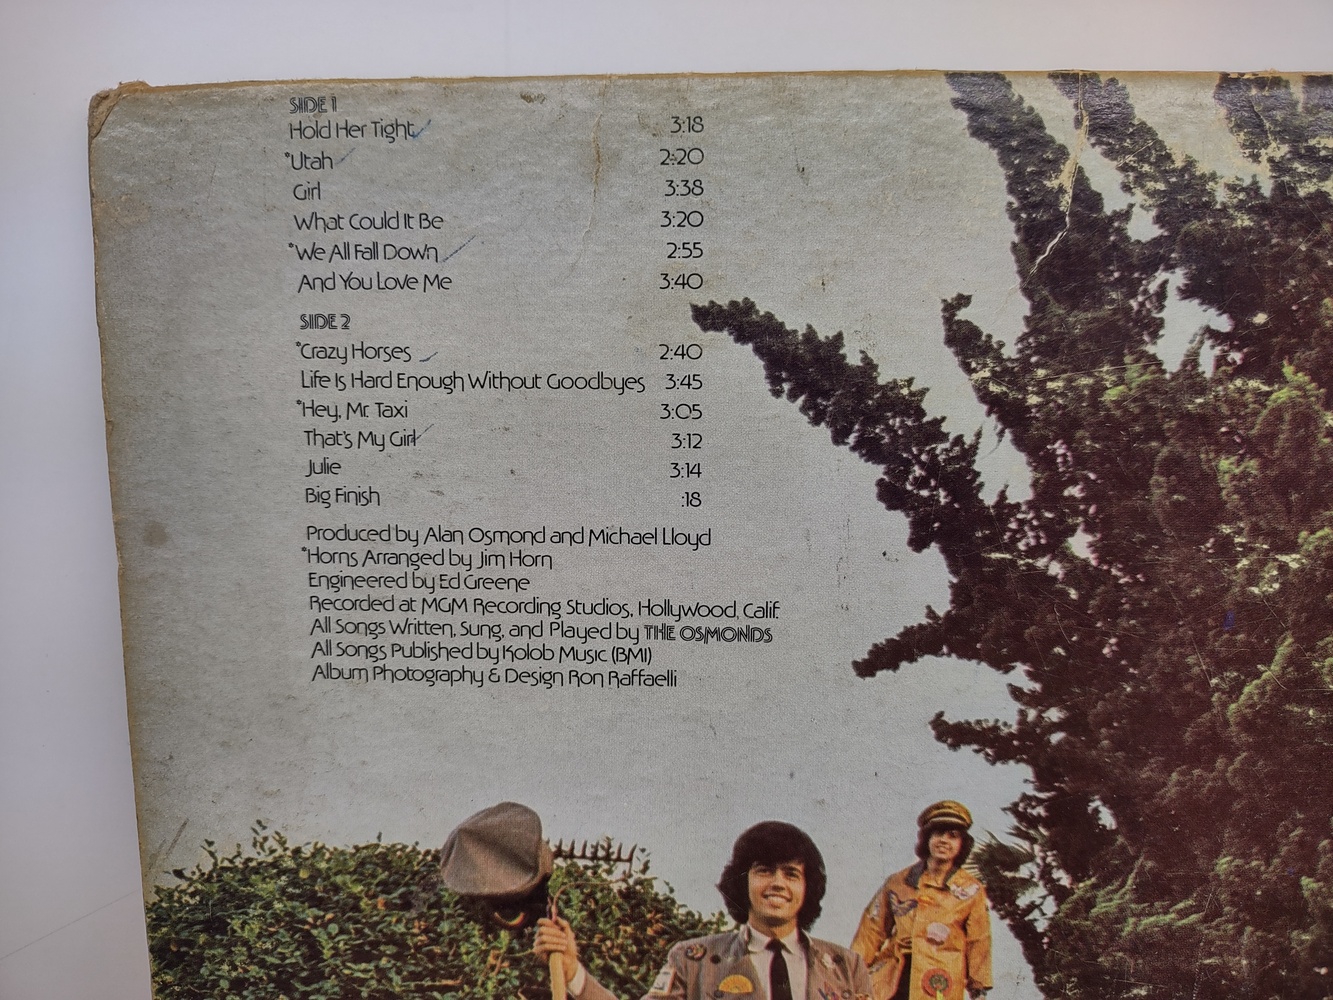 SIDE 1
Hold Her Tight 3:18
*Utah 2:20
Girl 3:38
What Could It Be 3:20
*We All Fall Down 2:55
And You Love Me 3:40
SIDE 2
*Crazy Horses 2:40
Life Is Hard Enough Without Goodbyes 3:45
*Hey, Mr. Taxi 3:05
That's My Girl 3:12
Julie 3:14
Big Finish :18
Produced by Alan Osmond and Michael Lloyd
*Horns Arranged by Jim Horn
Engineered by Ed Greene
Recorded at MGM Recording Studios, Hollywood, Calif.
All Songs Written, Sung, and Played by THE OSMONDS
All Songs Published by Kolob Music (BMI)
Album Photography & Design Ron Raffaelli